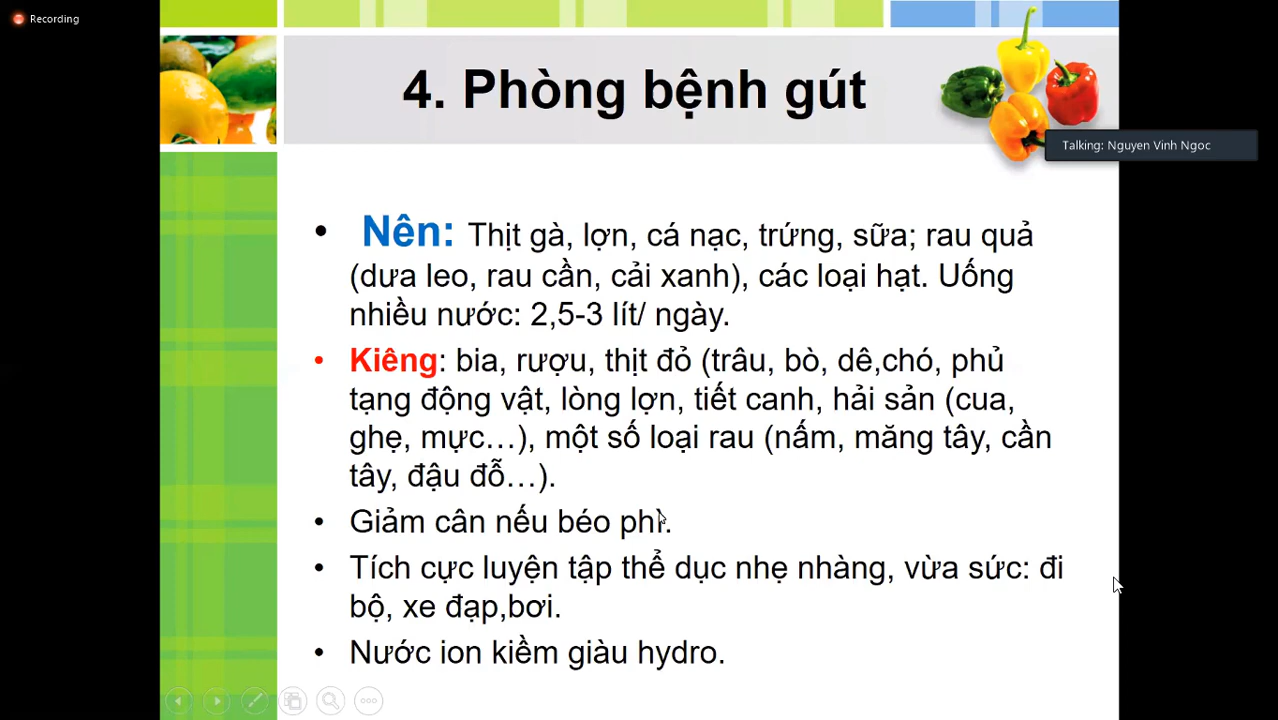 Recording
4. Phòng bệnh gút
Talking: Nguyen Vinh Ngoc
• Nên: Thịt gà, lợn, cá nạc, trứng, sữa; rau quả
(dưa leo, rau cần, cải xanh), các loại hạt. Uống
nhiều nước: 2,5-3 lít/ ngày.
• Kiêng: bia, rượu, thịt đỏ (trâu, bò, dê,chó, phủ
tạng động vật, lòng lợn, tiết canh, hải sản (cua,
ghẹ, mực…), một số loại rau (nấm, măng tây, cần
tây, đậu đỗ…).
• Giảm cân nếu béo phì.
• Tích cực luyện tập thể dục nhẹ nhàng, vừa sức: đi
bộ, xe đạp,bơi.
• Nước ion kiềm giàu hydro.